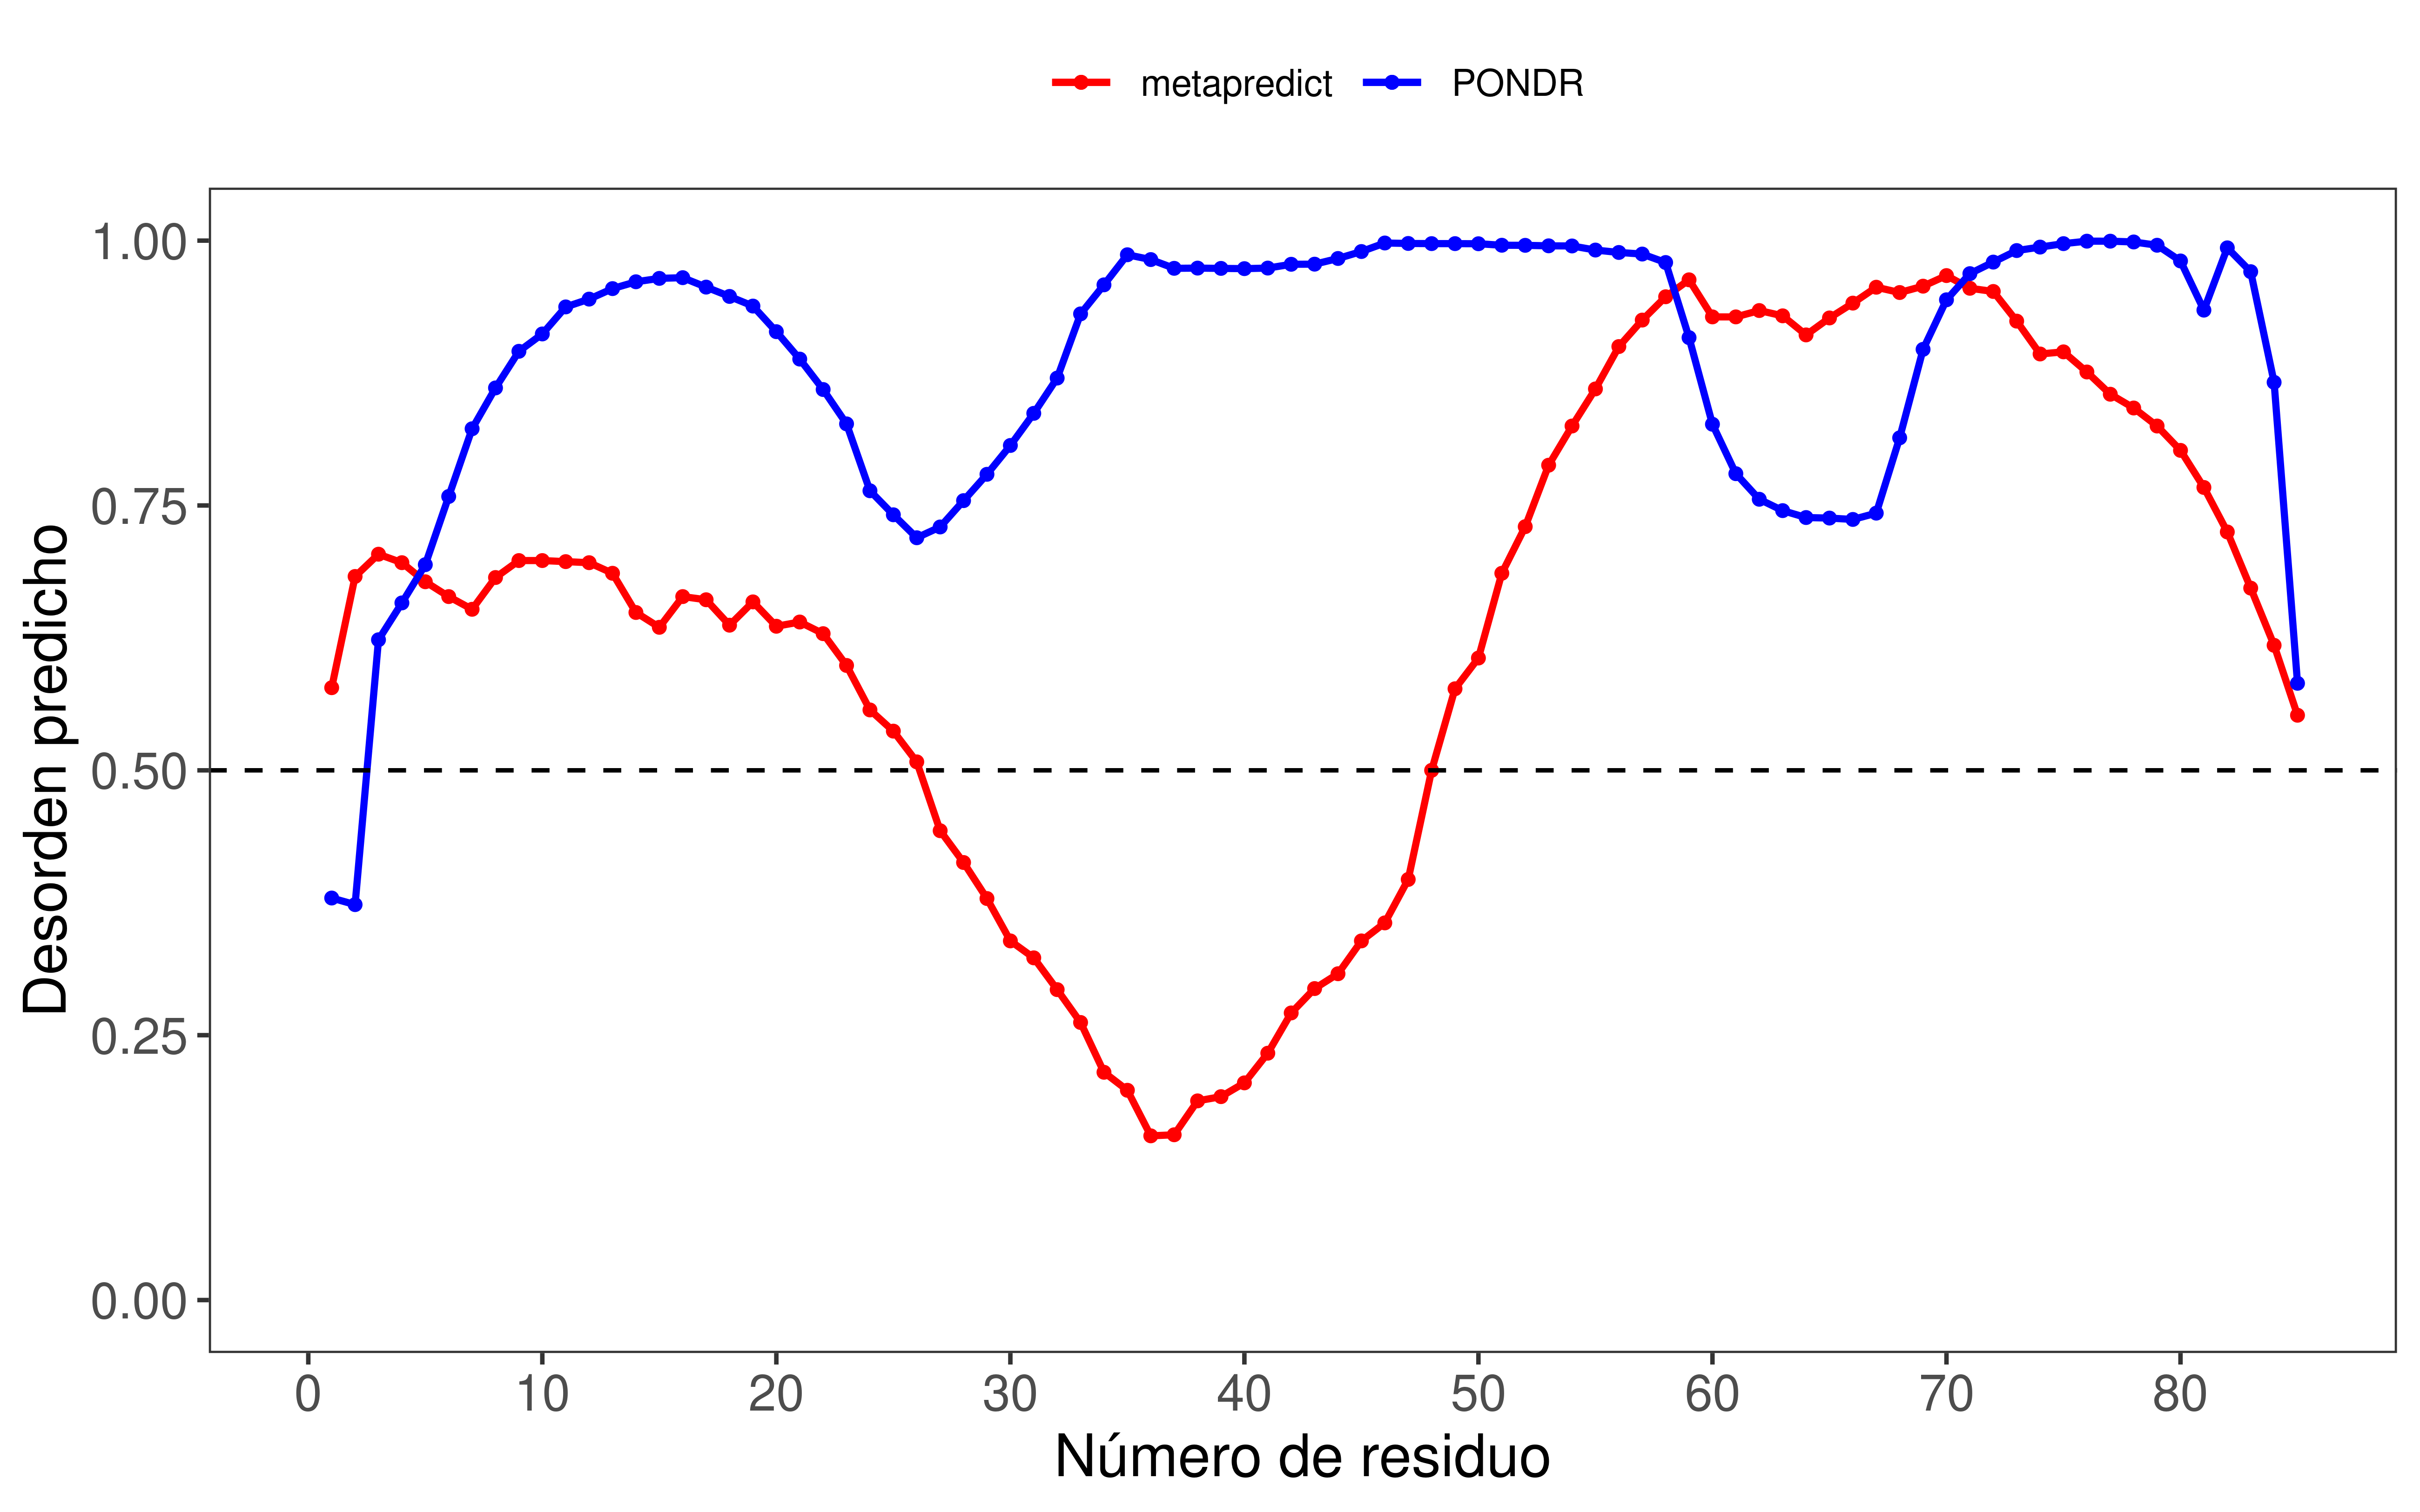 metapredict PONDR
1.00
0.75
0.50
0.25
0.00
Desorden predicho
0 10 20 30 40 50 60 70 80
Número de residuo